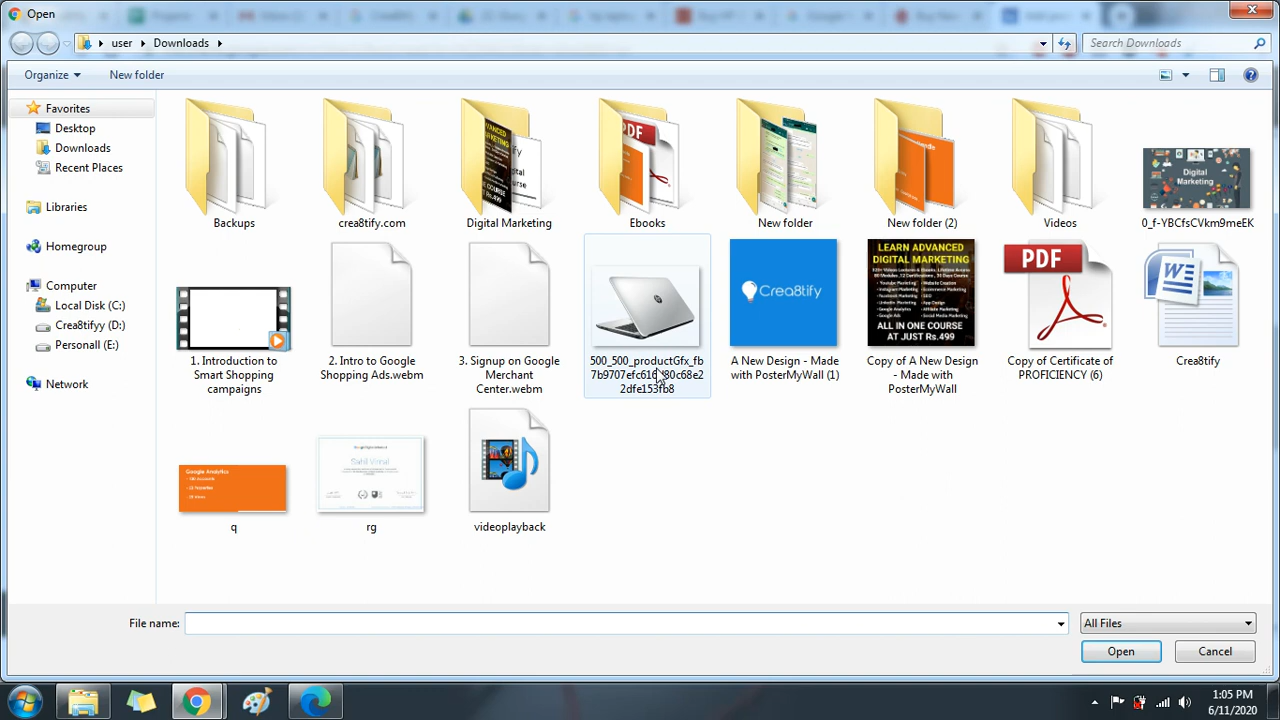 Open
user
Downloads
Search Downloads
Organize
New folder
Favorites
Desktop
Downloads
Recent Places
Libraries
Homegroup
Computer
Local Disk (C:)
Crea8tifyy (D:)
Personall (E:)
Network
Backups
crea8tify.com
Digital Marketing
Ebooks
New folder
New folder (2)
Videos
0_f-YBCfsCVkm9meEK
Digital
Marketing
1. Introduction to
Smart Shopping
campaigns
2. Intro to Google
Shopping Ads.webm
3. Signup on Google
Merchant
Center.webm
500_500_productGfx_fb
2dfe153fb8
Crea8tify
A New Design - Made
with PosterMyWall (1)
LEARN ADVANCED
DIGITAL MARKETING
ALL IN ONE COURSE
AT JUST Rs.499
Copy of A New Design
- Made with
PosterMyWall
PDF
Copy of Certificate of
PROFICIENCY (6)
W
Crea8tify
Google Analytics
q
rg
videoplayback
File name:
All Files
Open
Cancel
1:05 PM
6/11/2020